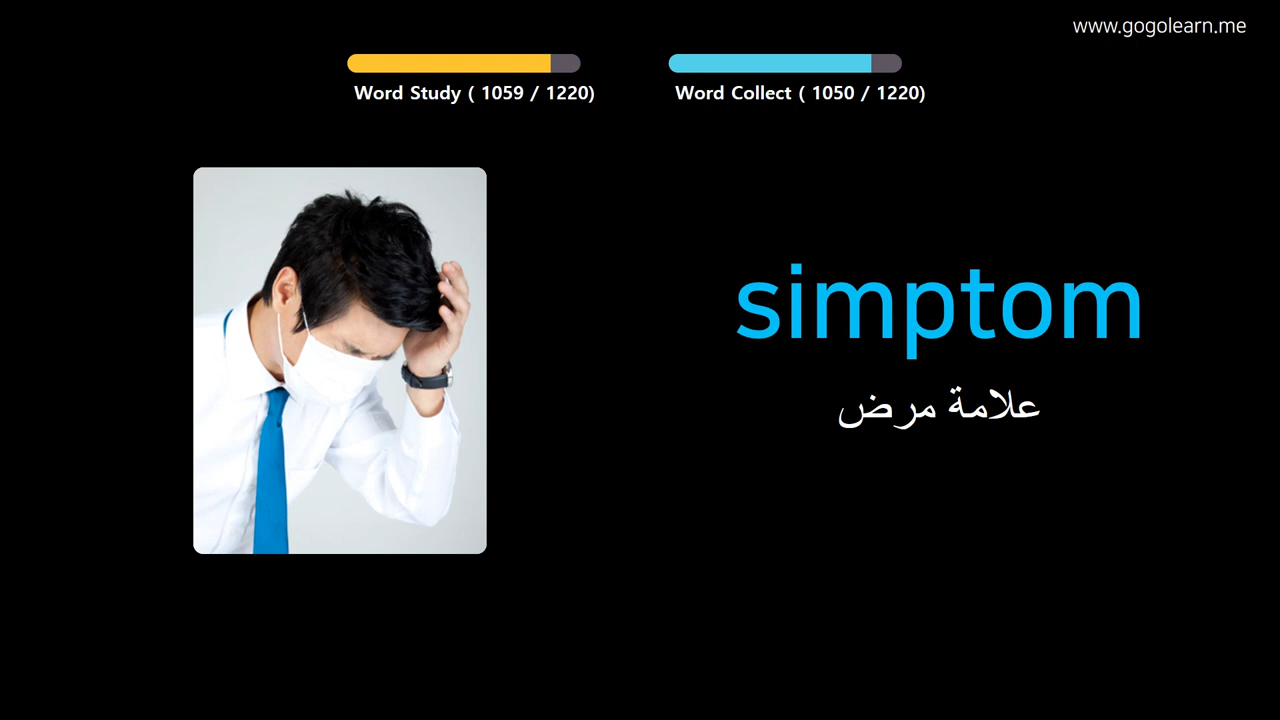 www.gogolearn.me
Word Study ( 1059 / 1220)
Word Collect ( 1050 / 1220)
simptom
علامة مرض